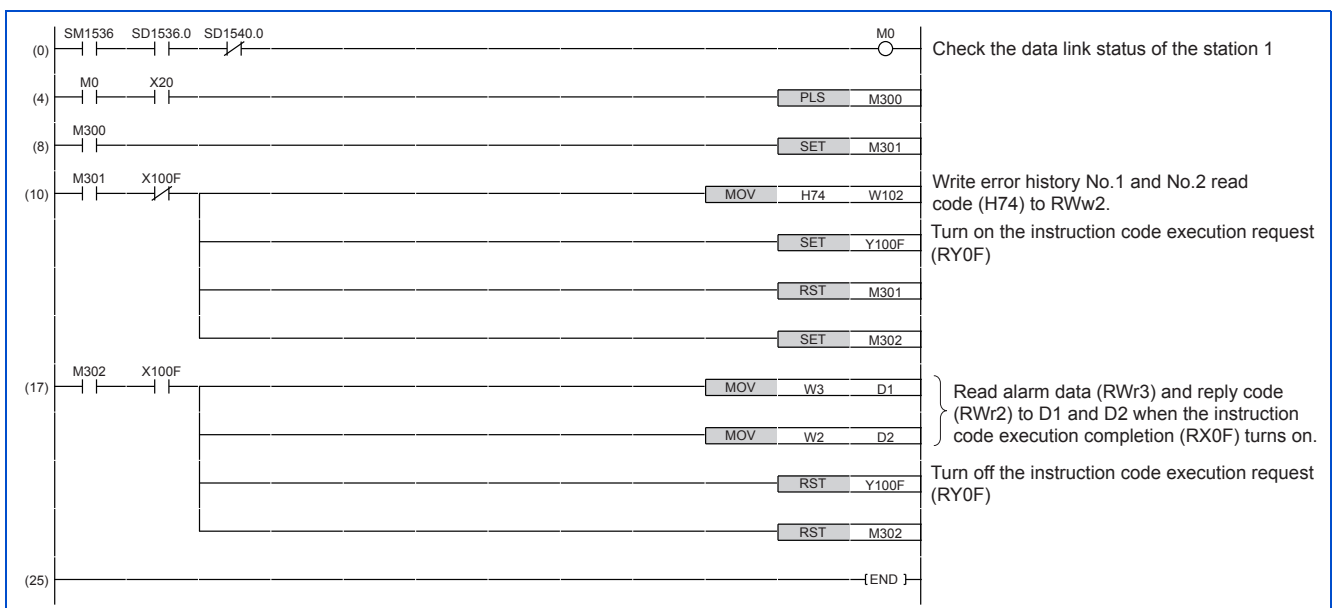 SM1536 SD1536.0 SD1540.0 M0
(0) Check the data link status of the station 1
M0 X20
(4) PLS M300
M300
(8) SET M301
M301 X100F
(10) MOV H74 W102
Write error history No.1 and No.2 read
code (H74) to RWw2.
SET Y100F
Turn on the instruction code execution request
(RY0F)
RST M301
SET M302
M302 X100F
(17) MOV W3 D1
Read alarm data (RWr3) and reply code
(RWr2) to D1 and D2 when the instruction
code execution completion (RX0F) turns on.
MOV W2 D2
RST Y100F
Turn off the instruction code execution request
(RY0F)
RST M302
(25) END